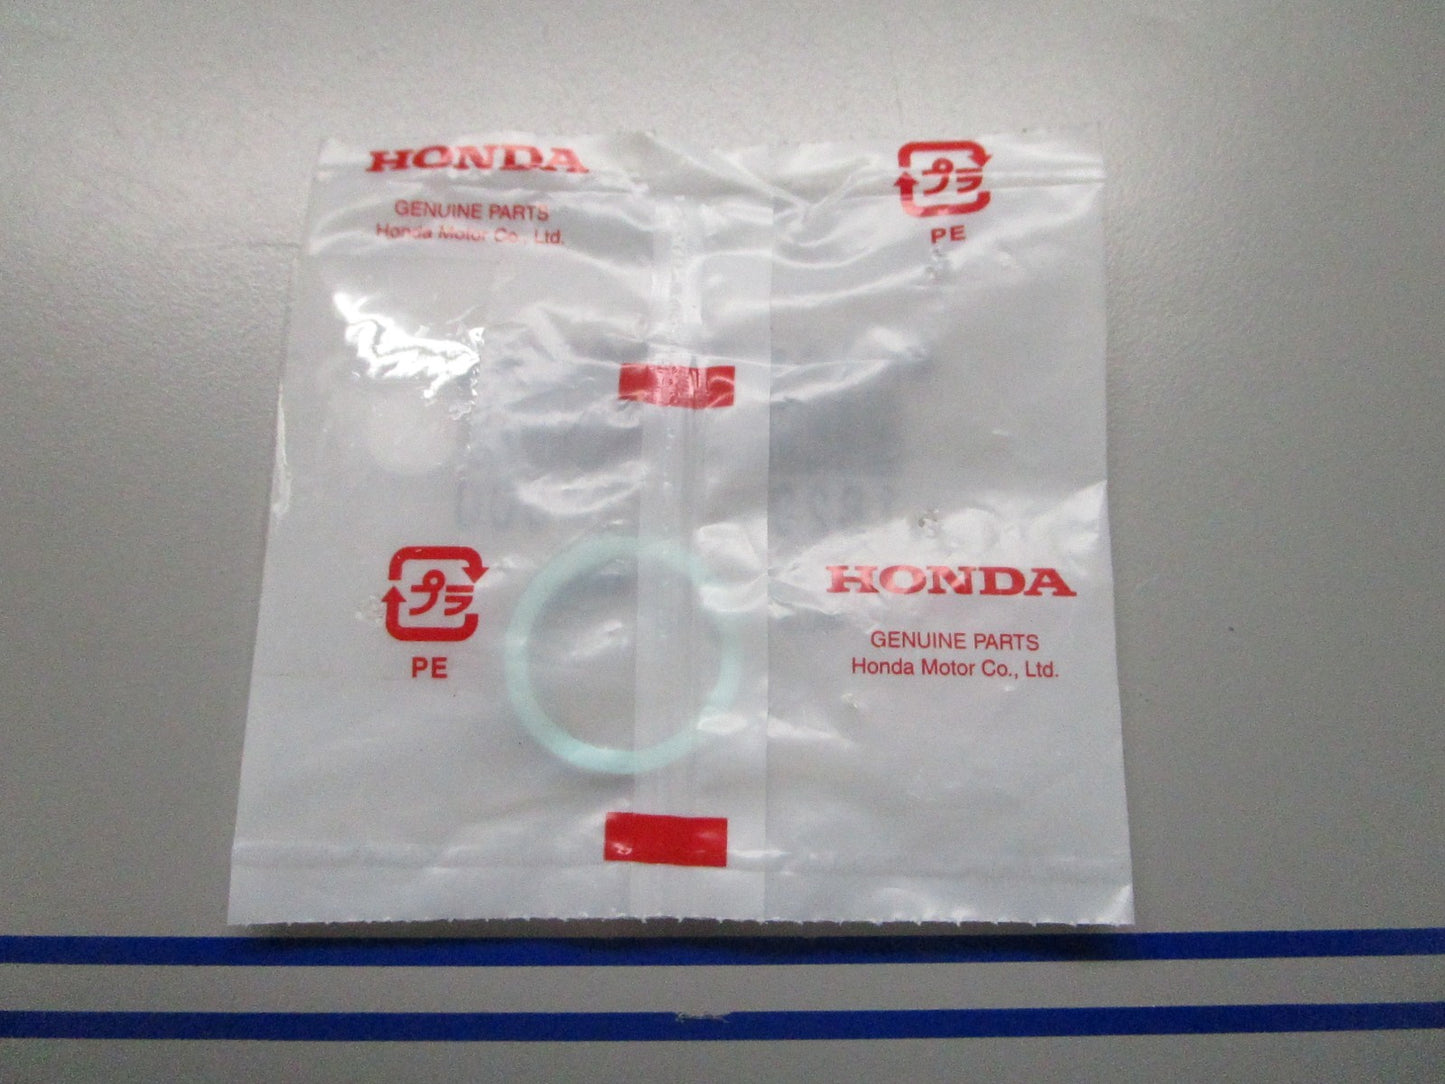 HONDA
GENUINE PARTS
Honda Motor Co., Ltd.
プラ
PE
プラ
PE
HONDA
GENUINE PARTS
Honda Motor Co., Ltd.